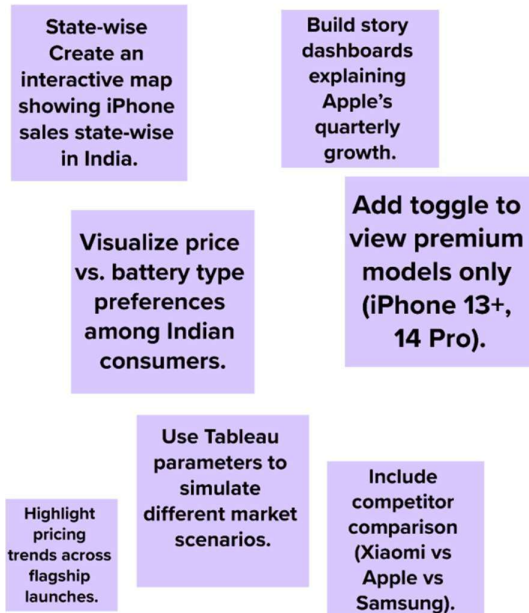 State-wise
Create an
interactive map
showing iPhone
sales state-wise
in India.
Build story
dashboards
explaining
Apple’s
quarterly
growth.
Visualize price
vs. battery type
preferences
among Indian
consumers.
Add toggle to
view premium
models only
(iPhone 13+,
14 Pro).
Highlight
pricing
trends across
flagship
launches.
Use Tableau
parameters to
simulate
different market
scenarios.
Include
competitor
comparison
(Xiaomi vs
Apple vs
Samsung).